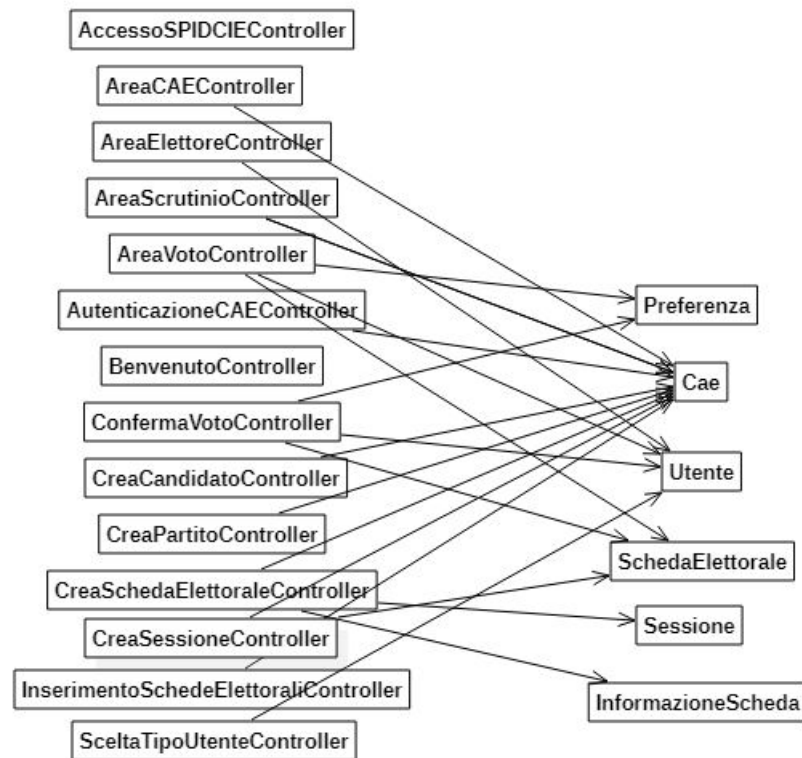 AccessoSPIDCIEController
AreaCAEController
AreaElettoreController
AreaScrutinioController
AreaVotoController
AutenticazioneCAEController
BenvenutoController
ConfermaVotoController
CreaCandidatoController
CreaPartitoController
CreaSchedaElettoraleController
CreaSessioneController
InserimentoSchedeElettoraliController
SceltaTipoUtenteController
Preferenza
Cae
Utente
SchedaElettorale
Sessione
InformazioneScheda